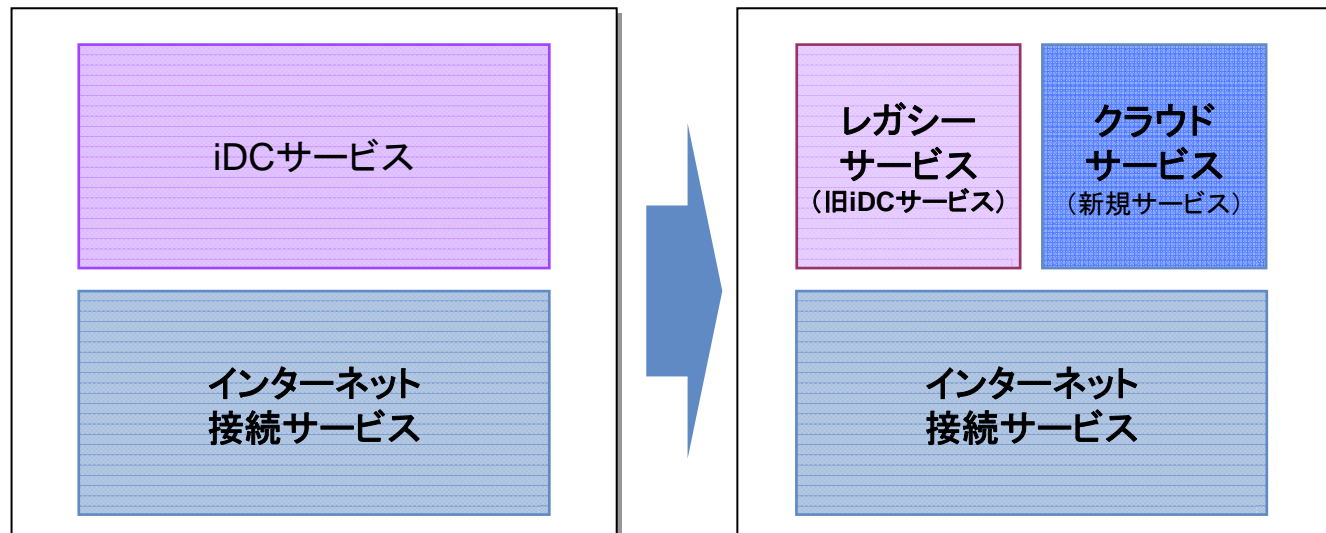 iDCサービス
インターネット
接続サービス
レガシー
サービス
（旧iDCサービス）
クラウド
サービス
（新規サービス）
インターネット
接続サービス